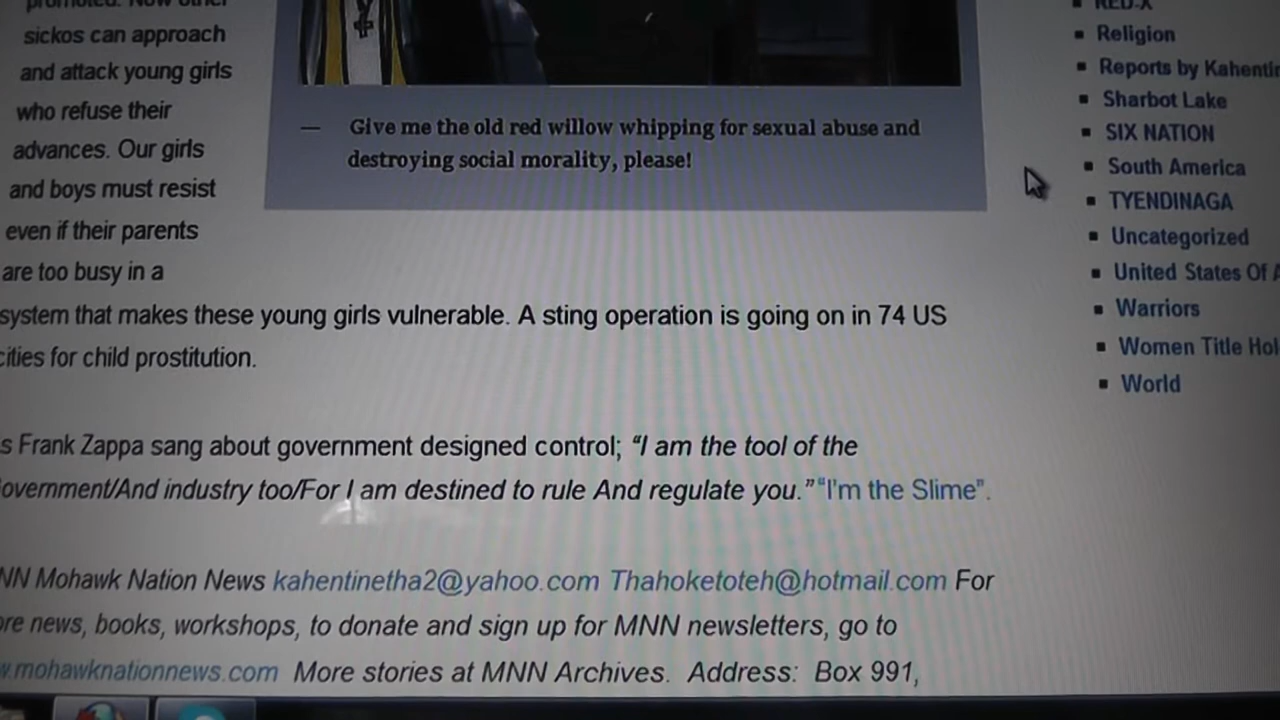 sickos can approach
and attack young girls
who refuse their
advances. Our girls
and boys must resist
even if their parents
are too busy in a
system that makes these young girls vulnerable. A sting operation is going on in 74 US
cities for child prostitution.
— Give me the old red willow whipping for sexual abuse and
destroying social morality, please!
s Frank Zappa sang about government designed control; “I am the tool of the
overnment/And industry too/For I am destined to rule And regulate you.” “I'm the Slime”.
NN Mohawk Nation News kahentinetha2@yahoo.com Thahoketoteh@hotmail.com For
re news, books, workshops, to donate and sign up for MNN newsletters, go to
w.mohawknationnews.com More stories at MNN Archives. Address: Box 991,
RED-X
Religion
Reports by Kahentin
Sharbot Lake
SIX NATION
South America
TYENDINAGA
Uncategorized
United States Of A
Warriors
Women Title Hol
World